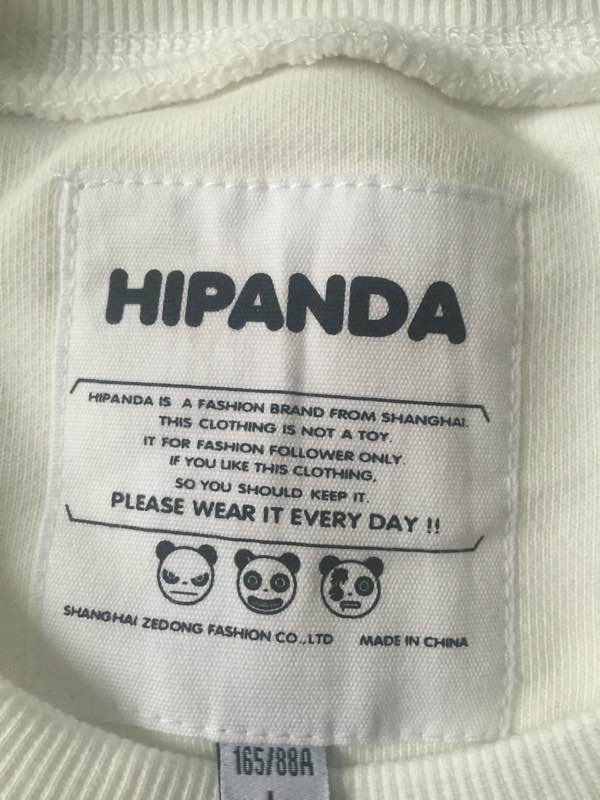 HIPANDA
HIPANDA IS A FASHION BRAND FROM SHANGHAI.
THIS CLOTHING IS NOT A TOY.
IT FOR FASHION FOLLOWER ONLY.
IF YOU LIKE THIS CLOTHING,
SO YOU SHOULD KEEP IT.
PLEASE WEAR IT EVERY DAY !!
SHANGHAI ZEDONG FASHION CO.,LTD MADE IN CHINA
165/88A